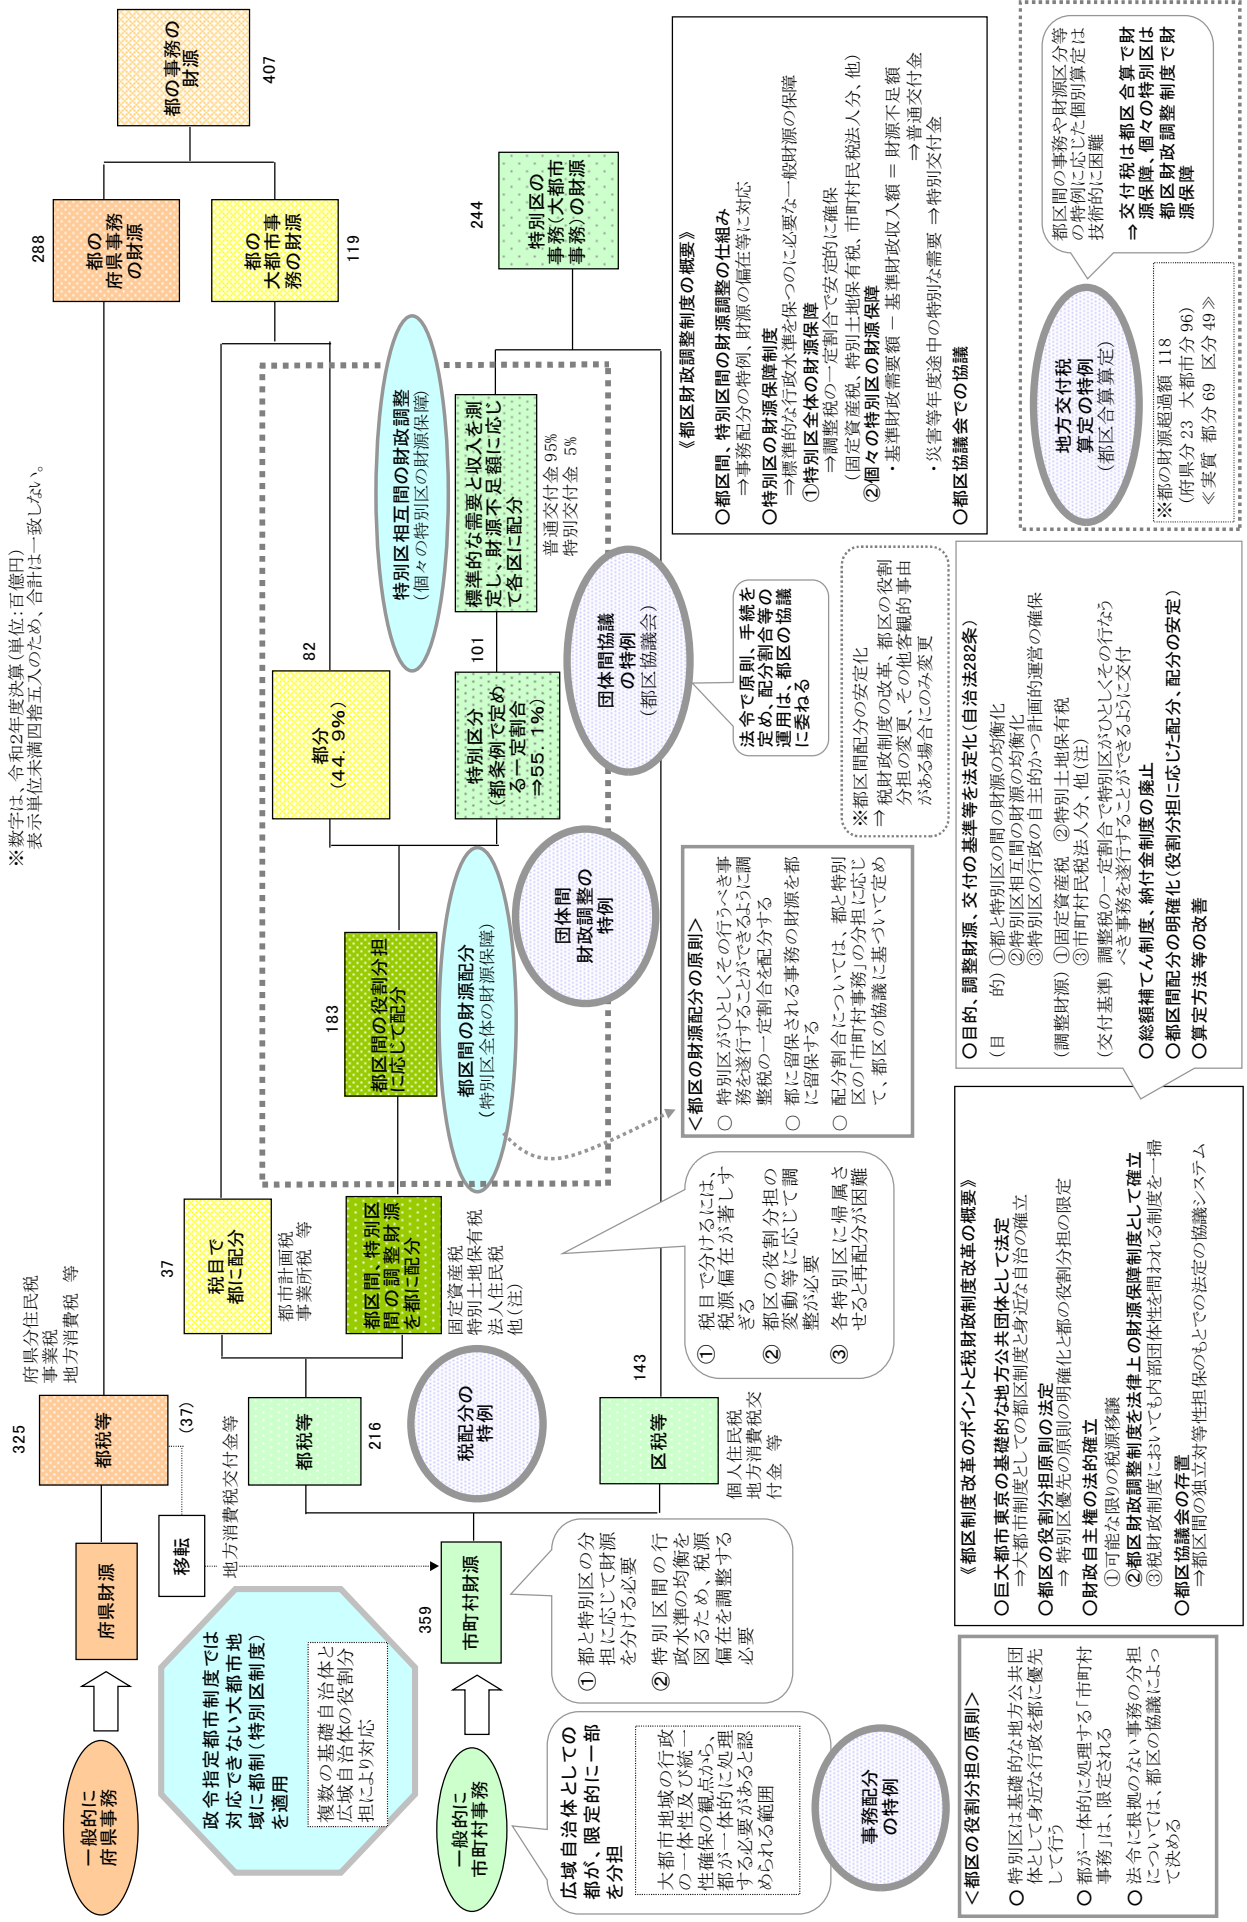 ※数字は、令和2年度決算(単位:百億円)
表示単位未満四捨五入のため、合計は一致しない。
一般的に
府県事務
府県財源
325
都税等
府県分住民税
事業税
地方消費税 等
(37)
移転
地方消費税交付金等
288
都の
府県事務
の財源
都の事務の
財源
407
政令指定都市制度では
対応できない大都市地
域に都制(特別区制度)
を適用
複数の基礎自治体と
広域自治体の役割分
担により対応
37
税目で
都に配分
都市計画税
事業所税 等
都の
大都市事
務の財源
119
一般的に
市町村事務
359
市町村財源
都税等
216
都区間、特別区
間の調整財源
を都に配分
固定資産税
特別土地保有税
法人住民税
他(注)
183
都区間の役割分担
に応じて配分
都区間の財源配分
(特別区全体の財源保障)
82
都分
(44.9%)
101
特別区分
(都条例で定め
る一定割合
⇒55.1%)
特別区相互間の財政調整
(個々の特別区の財源保障)
標準的な需要と収入を測
定し、財源不足額に応じ
て各区に配分
普通交付金 95%
特別交付金 5%
244
特別区の
事務(大都市
事務)の財源
税配分の
特例
団体間
財政調整の
特例
団体間協議
の特例
(都区協議会)
143
区税等
個人住民税
地方消費税交
付金 等
広域自治体としての
都が、限定的に一部
を分担
大都市地域の行政
の一体性及び統一
性確保の観点から、
都が一体的に処理
する必要があると認
められる範囲
① 都と特別区の分
担に応じて財源
を分ける必要
② 特別区間の行
政水準の均衡を
図るため、税源
偏在を調整する
必要
① 税目で分けるには、
税源偏在が著しす
ぎる
② 都区の役割分担の
変動等に応じて調
整が必要
③ 各特別区に帰属さ
せると再配分が困難
<都区の財源配分の原則>
○ 特別区がひとしくその行うべき事
務を遂行することができるように調
整税の一定割合を配分する
○ 都に留保される事務の財源を都
に留保する
○ 配分割合については、都と特別
区の「市町村事務」の分担に応じ
て、都区の協議に基づいて定め
法令で原則、手続を
定め、配分割合等の
運用は、都区の協議
に委ねる
※都区間配分の安定化
⇒ 税財政制度の改革、都区の役割
分担の変更、その他客観的事由
がある場合にのみ変更
《都区財政調整制度の概要》
○都区間、特別区間の財源調整の仕組み
⇒事務配分の特例、財源の偏在等に対応
○特別区の財源保障制度
⇒標準的な行政水準を保つのに必要な一般財源の保障
①特別区全体の財源保障
⇒調整税の一定割合で安定的に確保
(固定資産税、特別土地保有税、市町村民税法人分、他)
②個々の特別区の財源保障
・基準財政需要額 - 基準財政収入額 = 財源不足額
⇒普通交付金
・災害等年度途中の特別な需要 ⇒特別交付金
○都区協議会での協議
事務配分
の特例
<都区の役割分担の原則>
○ 特別区は基礎的な地方公共団
体として身近な行政を都に優先
して行う
○ 都が一体的に処理する「市町村
事務」は、限定される
○ 法令に根拠のない事務の分担
については、都区の協議によっ
て決める
《都区制度改革のポイントと税財政制度改革の概要》
○巨大都市東京の基礎的な地方公共団体として法定
⇒大都市制度としての都区制度と身近な自治の確立
○都区の役割分担原則の法定
⇒ 特別区優先の原則の明確化と都の役割分担の限定
○財政自主権の法的確立
①可能な限りの税源移譲
②都区財政調整制度を法律上の財源保障制度として確立
③税財政制度においても内部団体性を問われる制度を一掃
○都区協議会の存置
⇒都区間の独立対等性担保のもとでの法定の協議システム
○目的、調整財源、交付の基準等を法定化(自治法282条)
(目 的) ①都と特別区の間の財源の均衡化
②特別区相互間の財源の均衡化
③特別区の行政の自主的かつ計画的運営の確保
(調整財源) ①固定資産税 ②特別土地保有税
③市町村民税法人分、他(注)
(交付基準) 調整税の一定割合で特別区がひとしくその行なう
べき事務を遂行することができるように交付
○総額補てん制度、納付金制度の廃止
○都区間配分の明確化(役割分担に応じた配分、配分の安定)
○算定方法等の改善
地方交付税
算定の特例
(都区合算算定)
都区間の事務や財源区分等
の特例に応じた個別算定は
技術的に困難
⇒ 交付税は都区合算で財
源保障、個々の特別区は
都区財政調整制度で財
源保障
※都の財源超過額 118
(府県分 23 大都市分 96)
≪実質 都分 69 区分 49≫